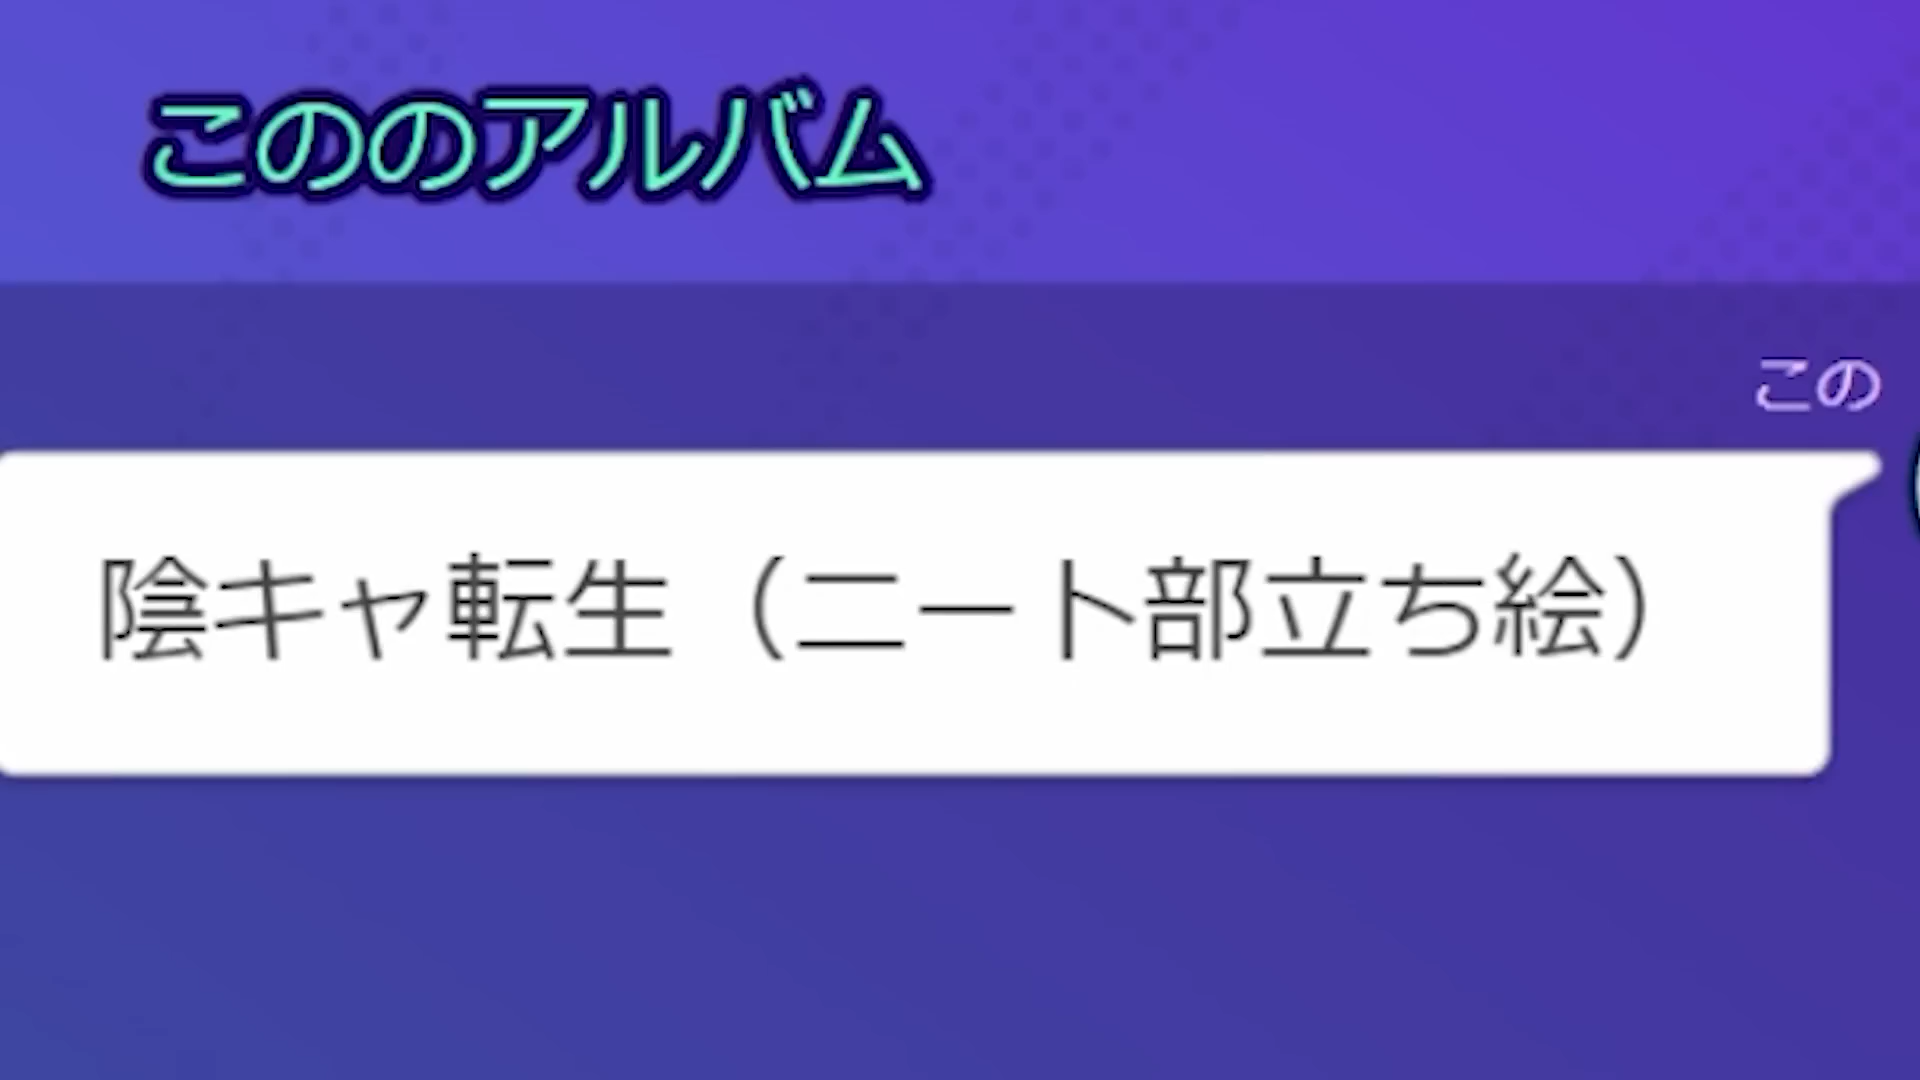 こののアルバム
この
陰キャ転生（ニート部立ち絵）